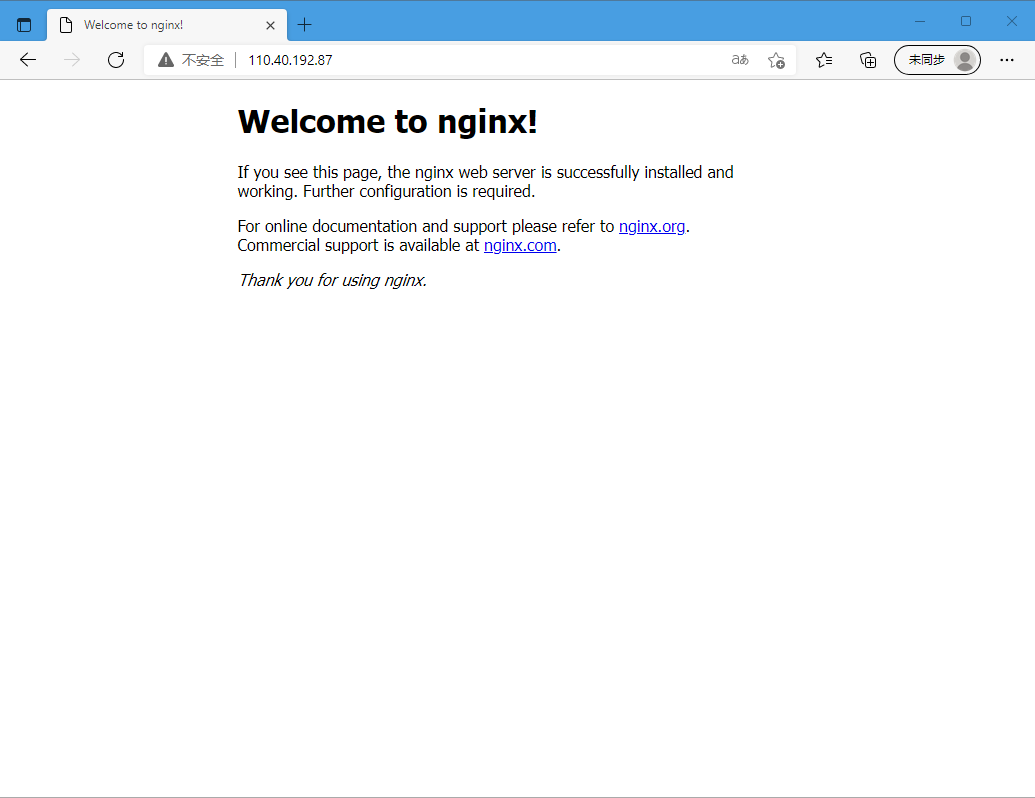 Welcome to nginx!
不安全 110.40.192.87 aあ 未同步
Welcome to nginx!
If you see this page, the nginx web server is successfully installed and
working. Further configuration is required.
For online documentation and support please refer to nginx.org.
Commercial support is available at nginx.com.
Thank you for using nginx.